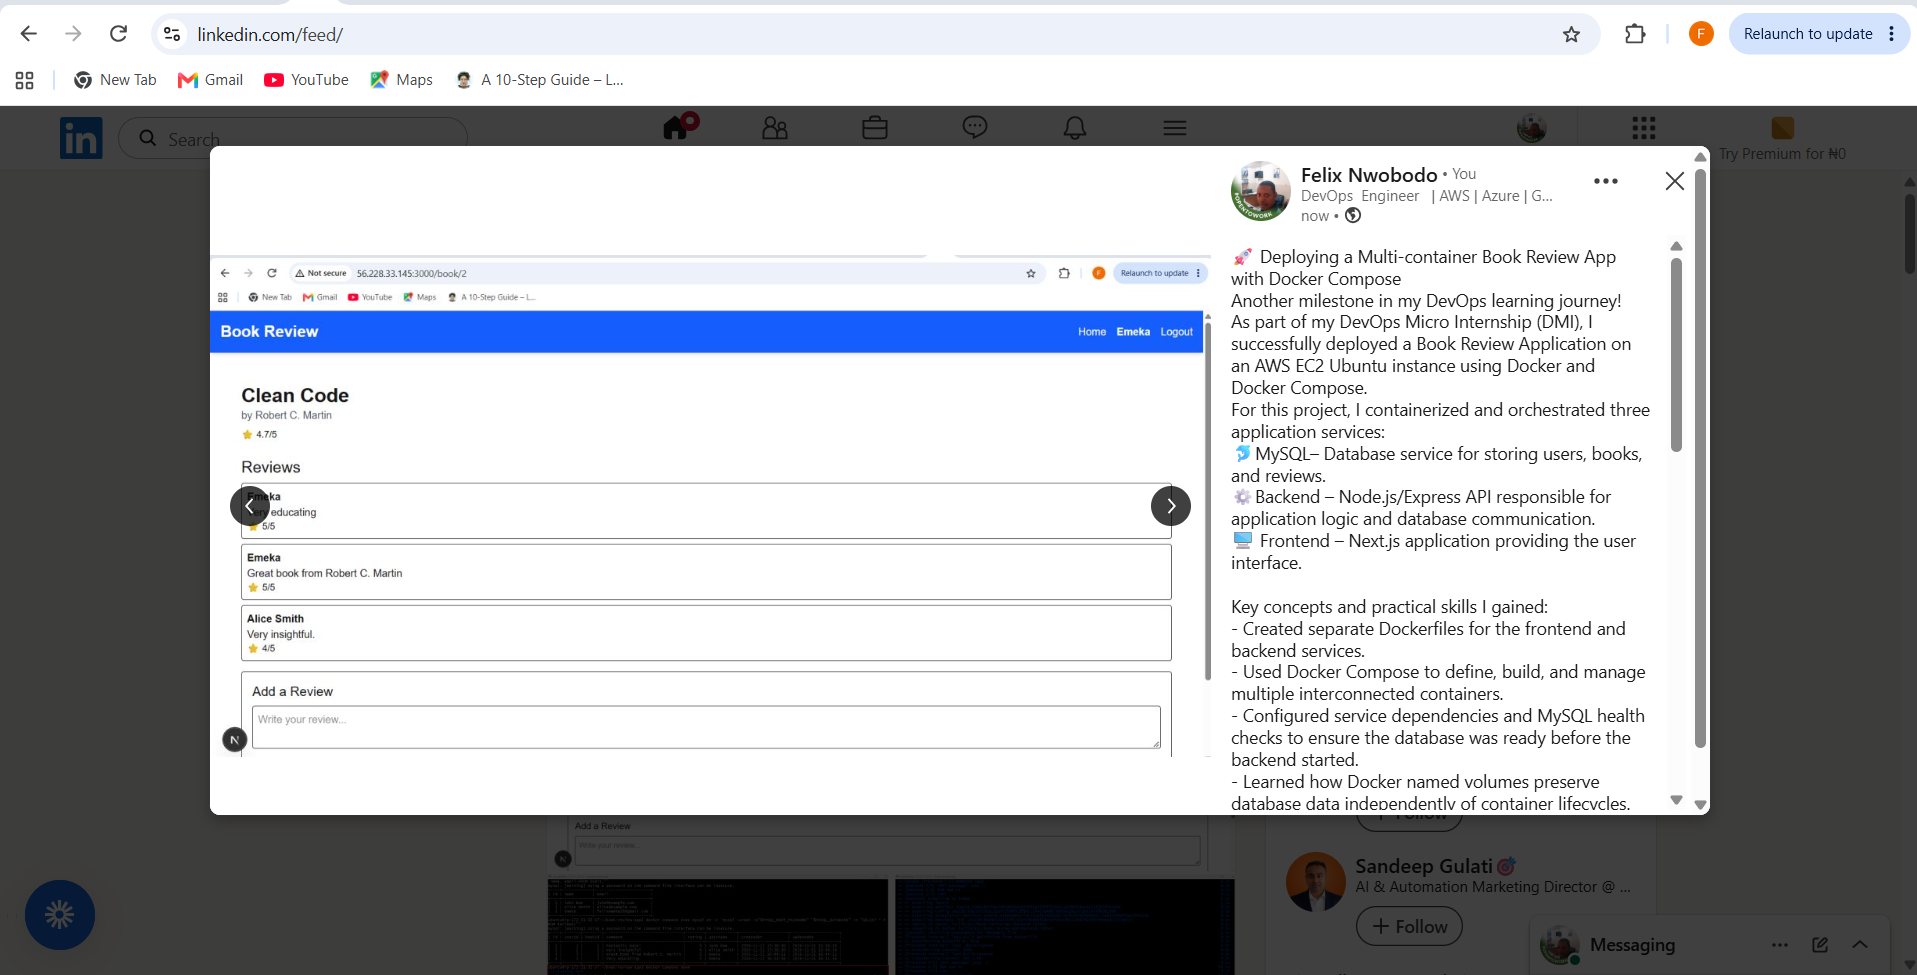 linkedin.com/feed/
F
Relaunch to update
New Tab
Gmail
YouTube
Maps
A 10-Step Guide – L...
in
Search
Try Premium for ₦0
Not secure
56.228.33.145:3000/book/2
F
Relaunch to update
New Tab
Gmail
YouTube
Maps
A 10-Step Guide – L...
Book Review
Home
Emeka
Logout
Clean Code
by Robert C. Martin
4.7/5
Reviews
Emeka
Very educating
5/5
Emeka
Great book from Robert C. Martin
5/5
Alice Smith
Very insightful.
4/5
Add a Review
Write your review...
N
#OPENTOWORK
Felix Nwobodo • You
DevOps Engineer | AWS | Azure | G...
now •
🚀 Deploying a Multi-container Book Review App
with Docker Compose
Another milestone in my DevOps learning journey!
As part of my DevOps Micro Internship (DMI), I
successfully deployed a Book Review Application on
an AWS EC2 Ubuntu instance using Docker and
Docker Compose.
For this project, I containerized and orchestrated three
application services:
🐬MySQL– Database service for storing users, books,
and reviews.
⚙️Backend – Node.js/Express API responsible for
application logic and database communication.
🖥️ Frontend – Next.js application providing the user
interface.
Key concepts and practical skills I gained:
- Created separate Dockerfiles for the frontend and
backend services.
- Used Docker Compose to define, build, and manage
multiple interconnected containers.
- Configured service dependencies and MySQL health
checks to ensure the database was ready before the
backend started.
- Learned how Docker named volumes preserve
database data independently of container lifecycles.
Add a Review
Write your review...
N
+ Follow
Sandeep Gulati🎯
AI & Automation Marketing Director @ ...
+ Follow
Messaging